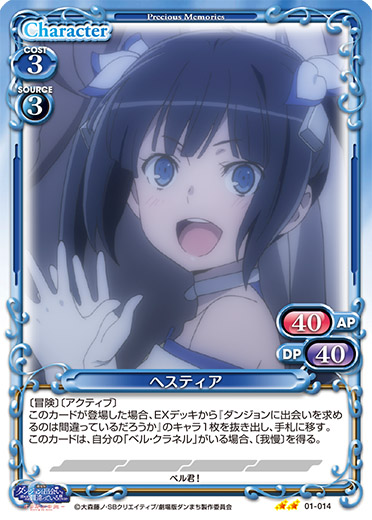 Precious Memories
Character
COST
3
SOURCE
3
40 AP
DP 40
ヘスティア
〔冒険〕〔アクティブ〕
このカードが登場した場合、EXデッキから『ダンジョンに出会いを求め
るのは間違っているだろうか』のキャラ1枚を抜き出し、手札に移す。
このカードは、自分の「ベル・クラネル」がいる場合、〔我慢〕を得る。
ベル君！
©大森藤ノ・SBクリエイティブ/劇場版ダンまち製作委員会
01-014